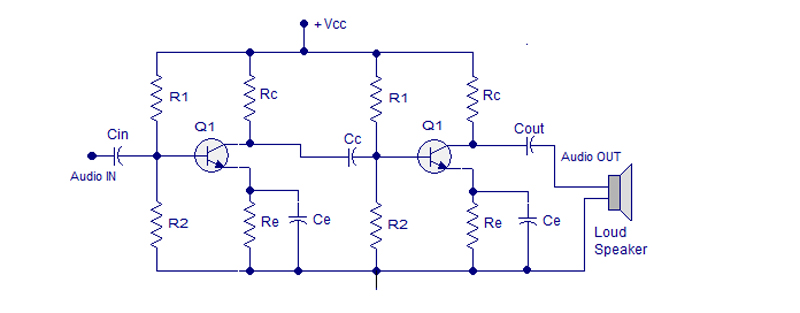 + Vcc
R1
Rc
R1
Rc
Cin
Q1
Cc
Q1
Cout
Audio IN
Audio OUT
R2
Re
Ce
R2
Re
Ce
Loud
Speaker